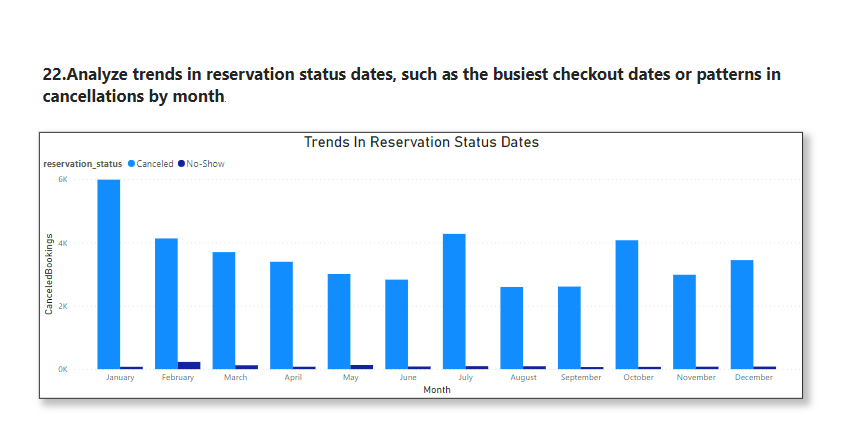 22.Analyze trends in reservation status dates, such as the busiest checkout dates or patterns in
cancellations by month.
Trends In Reservation Status Dates
reservation_status Canceled No-Show
CanceledBookings
6K
4K
2K
0K
January February March April May June July August September October November December
Month